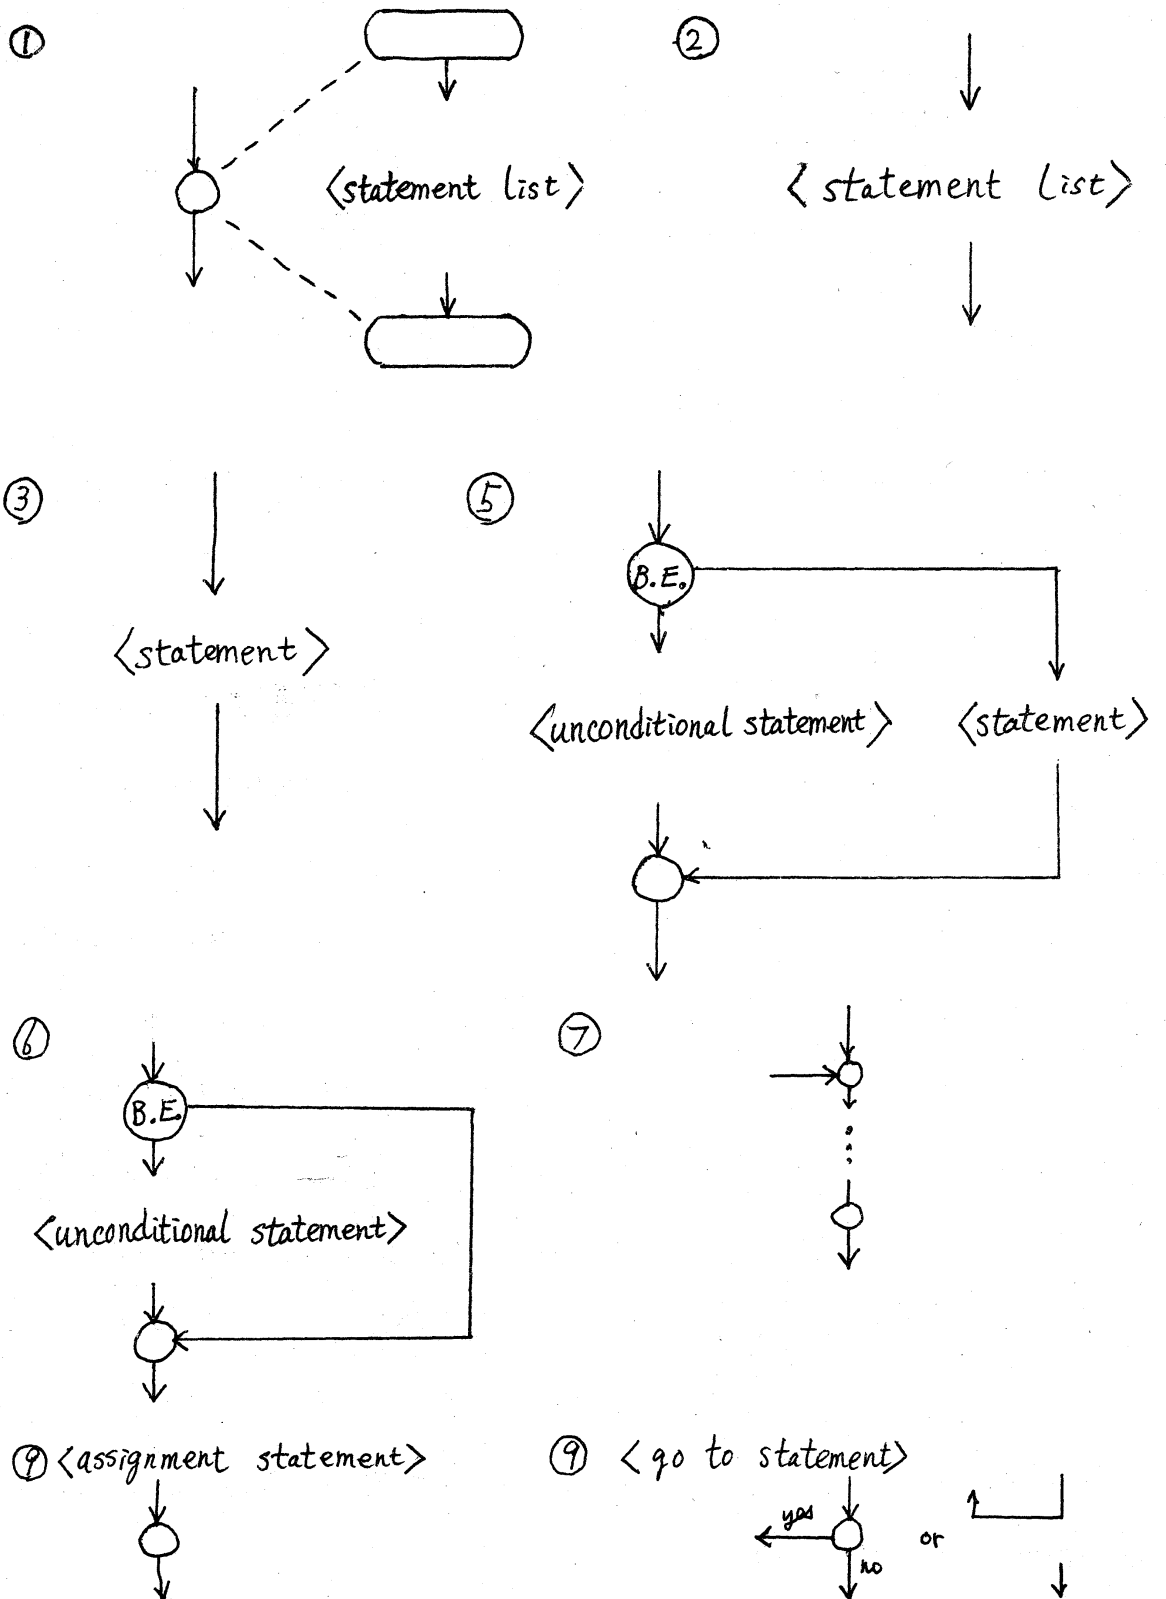 ①
②
<statement list>
<statement list>
③
⑤
B.E.
<statement>
<unconditional statement>
<statement>
⑥
⑦
B.E.
<unconditional statement>
⑨ <assignment statement>
⑨ <go to statement>
yes
or
no